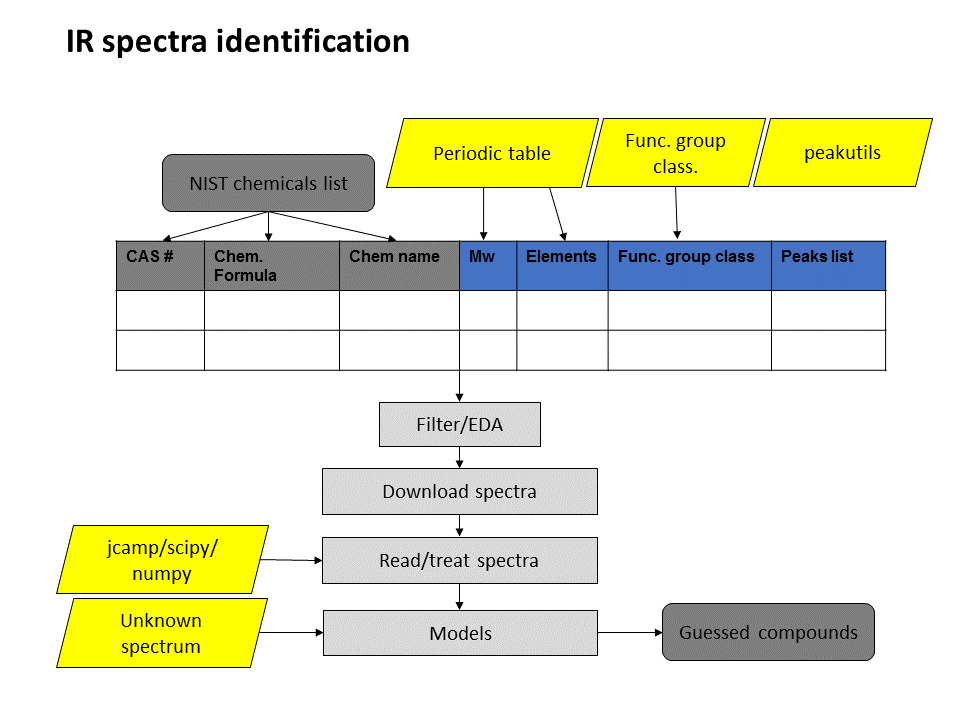 IR spectra identification
Periodic table
Func. group
class.
peakutils
NIST chemicals list
CAS #
Chem.
Formula
Chem name
Mw
Elements
Func. group class
Peaks list
Filter/EDA
Download spectra
jcamp/scipy/
numpy
Read/treat spectra
Unknown
spectrum
Models
Guessed compounds